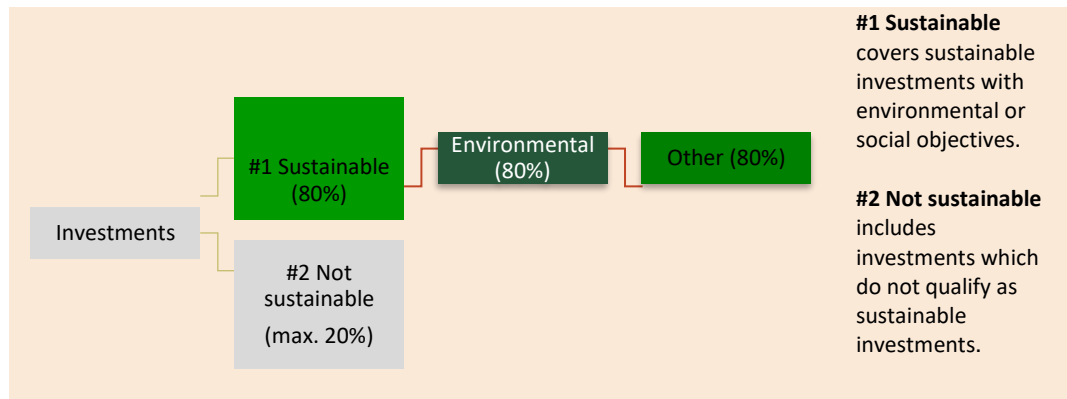 Investments
#1 Sustainable
(80%)
#2 Not
sustainable
(max. 20%)
Environmental
(80%)
Other (80%)
#1 Sustainable
covers sustainable
investments with
environmental or
social objectives.
#2 Not sustainable
includes
investments which
do not qualify as
sustainable
investments.